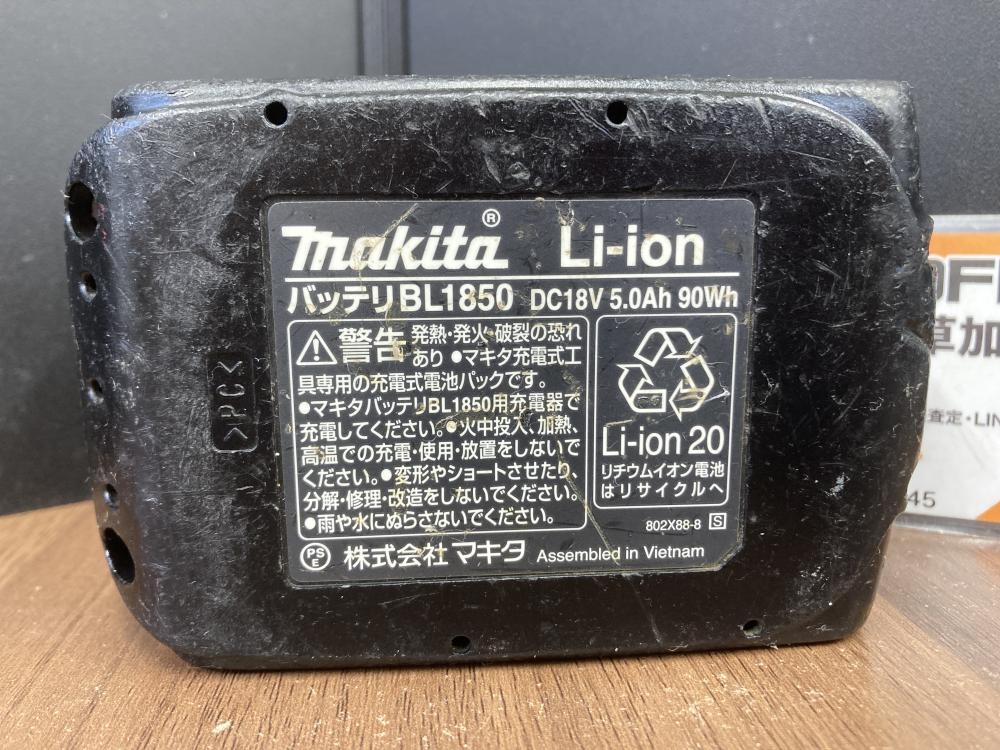 makita® Li-ion
バッテリBL1850 DC18V 5.0Ah 90Wh
警告 発熱・発火・破裂の恐れ
あり ●マキタ充電式工
具専用の充電式電池パックです。
●マキタバッテリBL1850用充電器で
充電してください。●火中投入、加熱、
高温での充電・使用・放置をしないで
ください。●変形やショートさせたり、
分解・修理・改造をしないでください。
●雨や水にぬらさないでください。
Li-ion 20
リチウムイオン電池
はリサイクルへ
802X88-8 S
PSE 株式会社 マキタ Assembled in Vietnam
>PC<
OF
草加
査定・LIN
45